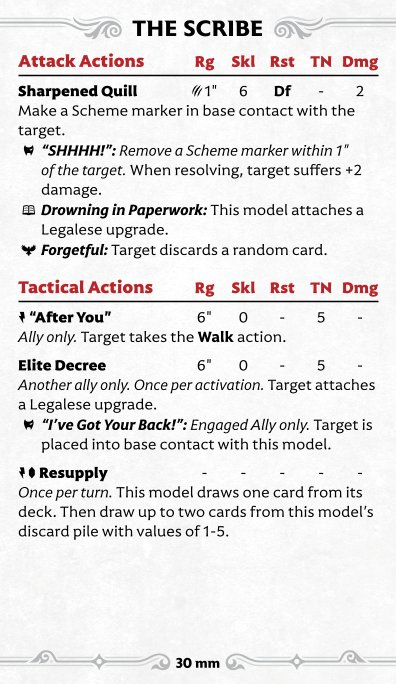 THE SCRIBE
Attack Actions Rg Skl Rst TN Dmg
Sharpened Quill 1" 6 Df - 2
Make a Scheme marker in base contact with the
target.
"SHHHH!": Remove a Scheme marker within 1"
of the target. When resolving, target suffers +2
damage.
Drowning in Paperwork: This model attaches a
Legalese upgrade.
Forgetful: Target discards a random card.
Tactical Actions Rg Skl Rst TN Dmg
“After You” 6" 0 - 5 -
Ally only. Target takes the Walk action.
Elite Decree 6" 0 - 5 -
Another ally only. Once per activation. Target attaches
a Legalese upgrade.
“I’ve Got Your Back!”: Engaged Ally only. Target is
placed into base contact with this model.
Resupply - - - - -
Once per turn. This model draws one card from its
deck. Then draw up to two cards from this model’s
discard pile with values of 1-5.
30 mm